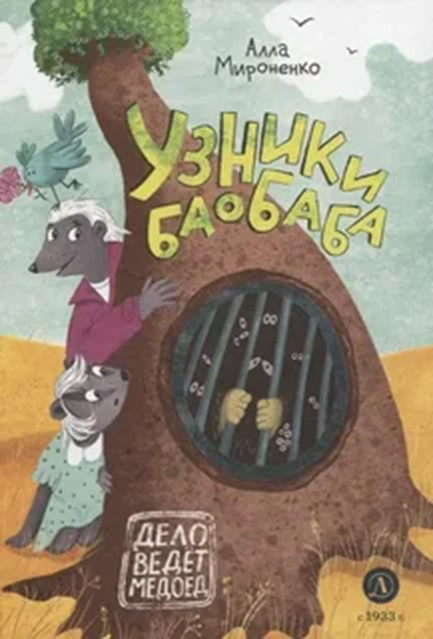 Алла
Мироненко
Узники
баобаба
ДЕЛО
ВЕДЕТ
МЕДОЕД
Д
с 1933 г.